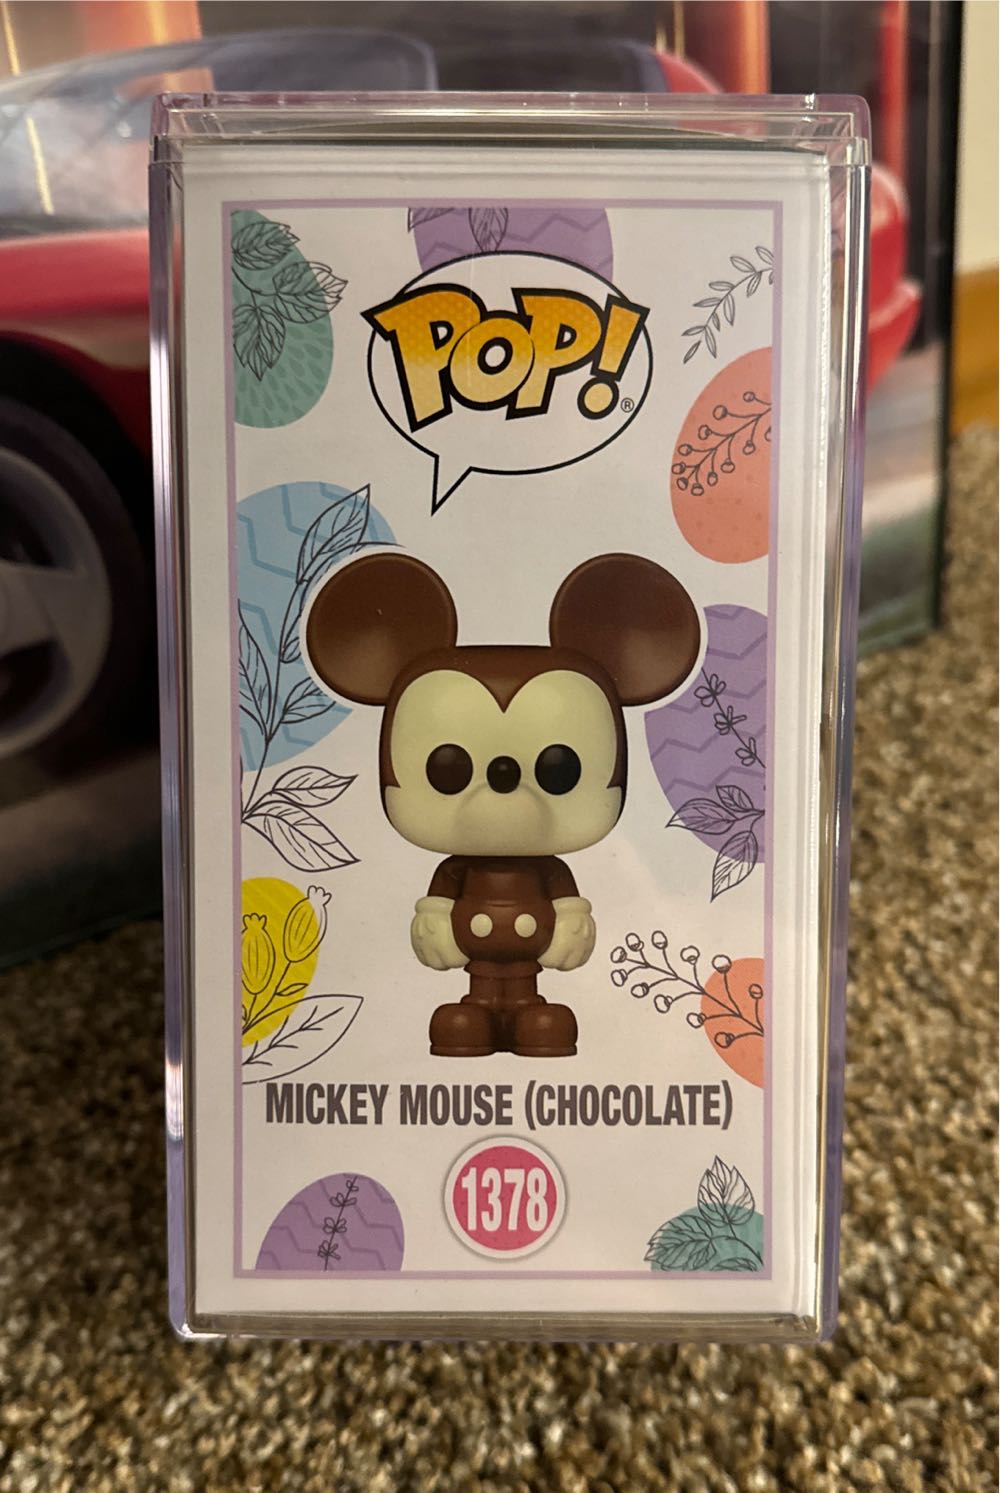 POP!®
MICKEY MOUSE (CHOCOLATE)
1378